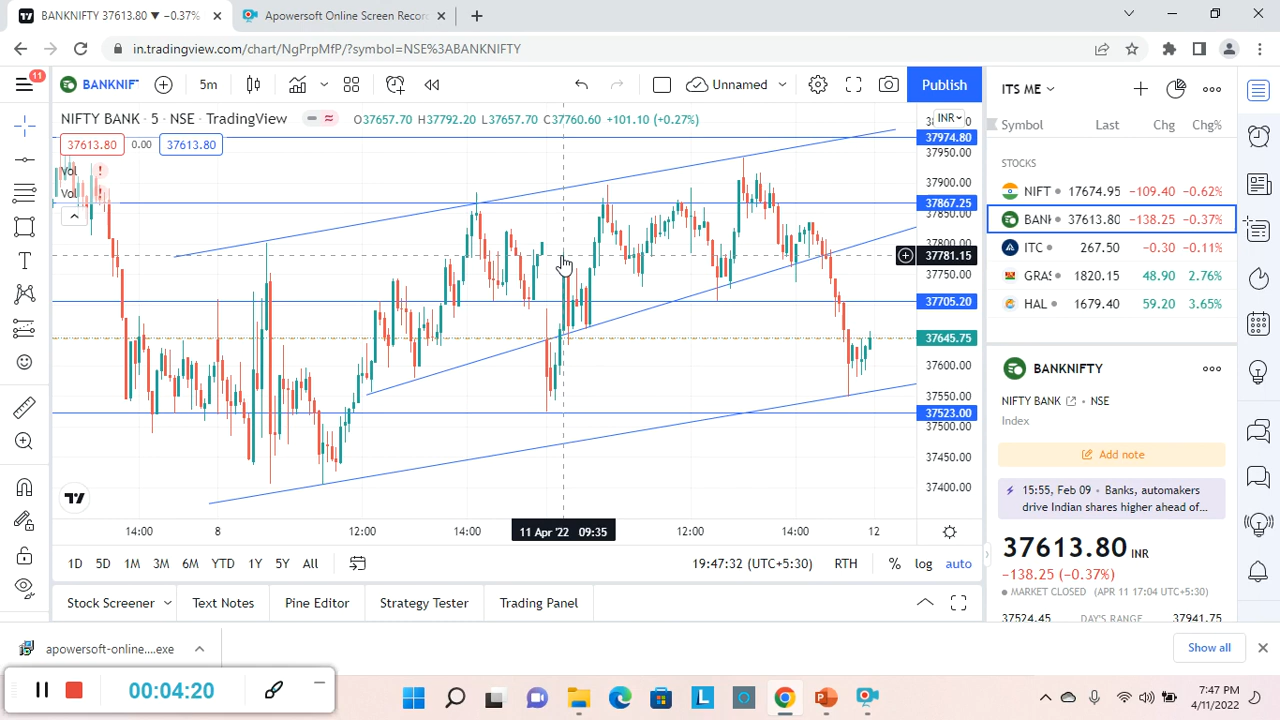 BANKNIFTY 37613.80 ▼ −0.37%
Apowersoft Online Screen Recor
in.tradingview.com/chart/NgPrpMfP/?symbol=NSE%3ABANKNIFTY
11
BANKNIF
5m
Unnamed
Publish
NIFTY BANK · 5 · NSE · TradingView
O37657.70 H37792.20 L37657.70 C37760.60 +101.10 (+0.27%)
INR
37613.80 0.00 37613.80
Vol
Vol
37974.80
37950.00
37900.00
37867.25
37850.00
37800.00
37781.15
37750.00
37705.20
37645.75
37600.00
37550.00
37523.00
37500.00
37450.00
37400.00
14:00 8 12:00 14:00 11 Apr '22 09:35 12:00 14:00 12
1D 5D 1M 3M 6M YTD 1Y 5Y All
19:47:32 (UTC+5:30) RTH % log auto
Stock Screener Text Notes Pine Editor Strategy Tester Trading Panel
ITS ME
Symbol Last Chg Chg%
STOCKS
NIFT 17674.95 −109.40 −0.62%
BANK 37613.80 −138.25 −0.37%
ITC 267.50 −0.30 −0.11%
GRAS 1820.15 48.90 2.76%
HAL 1679.40 59.20 3.65%
BANKNIFTY
NIFTY BANK · NSE
Index
Add note
15:55, Feb 09 · Banks, automakers
drive Indian shares higher ahead of...
37613.80 INR
−138.25 (−0.37%)
MARKET CLOSED (APR 11 17:04 UTC+5:30)
37524.45 DAY'S RANGE 37941.75
apowersoft-online....exe
Show all
00:04:20
7:47 PM
4/11/2022